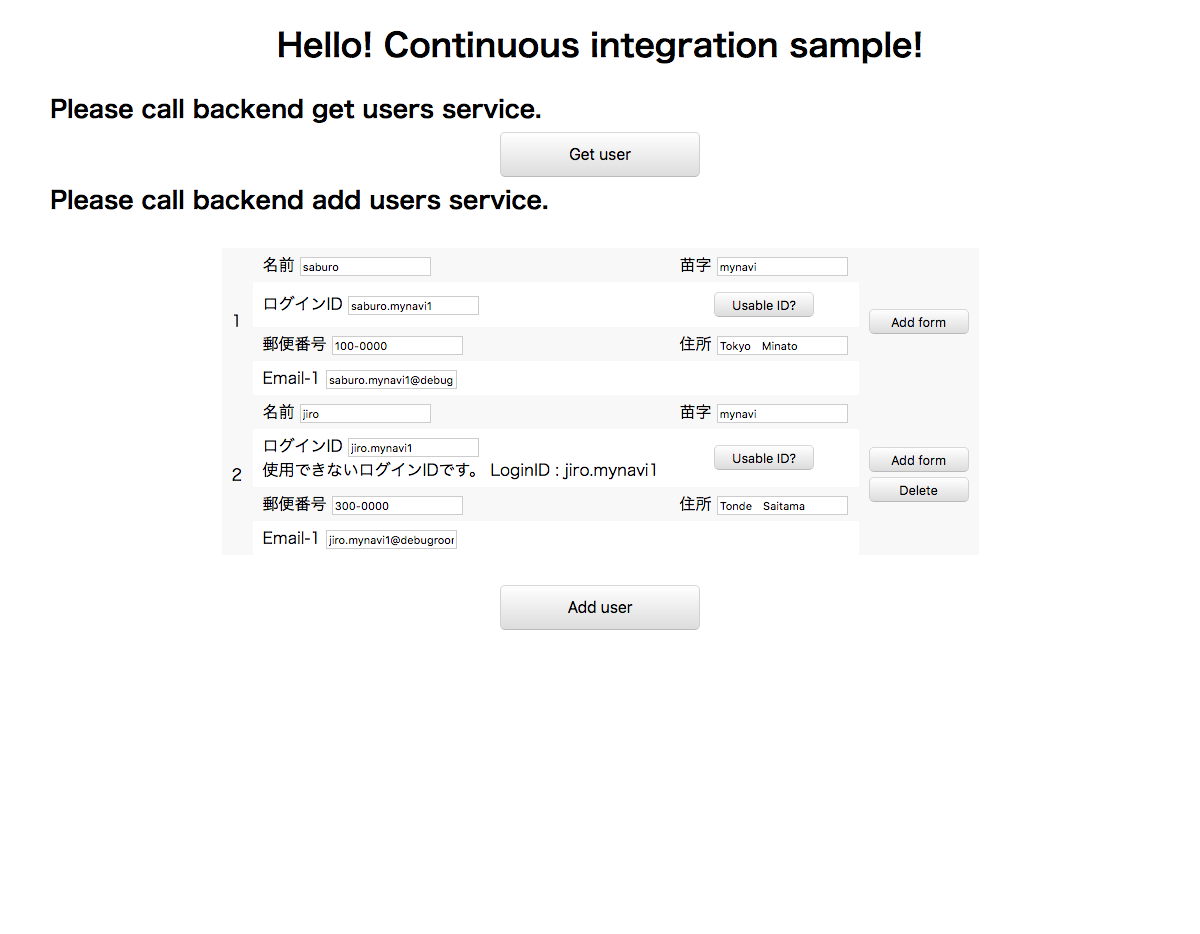 Hello! Continuous integration sample!
Please call backend get users service.
Get user
Please call backend add users service.
名前 saburo 苗字 mynavi
ログインID saburo.mynavi1 Usable ID?
1 Add form
郵便番号 100-0000 住所 Tokyo　Minato
Email-1 saburo.mynavi1@debug
名前 jiro 苗字 mynavi
ログインID jiro.mynavi1 Usable ID? Add form
使用できないログインIDです。 LoginID : jiro.mynavi1
2 Delete
郵便番号 300-0000 住所 Tonde　Saitama
Email-1 jiro.mynavi1@debugroor
Add user